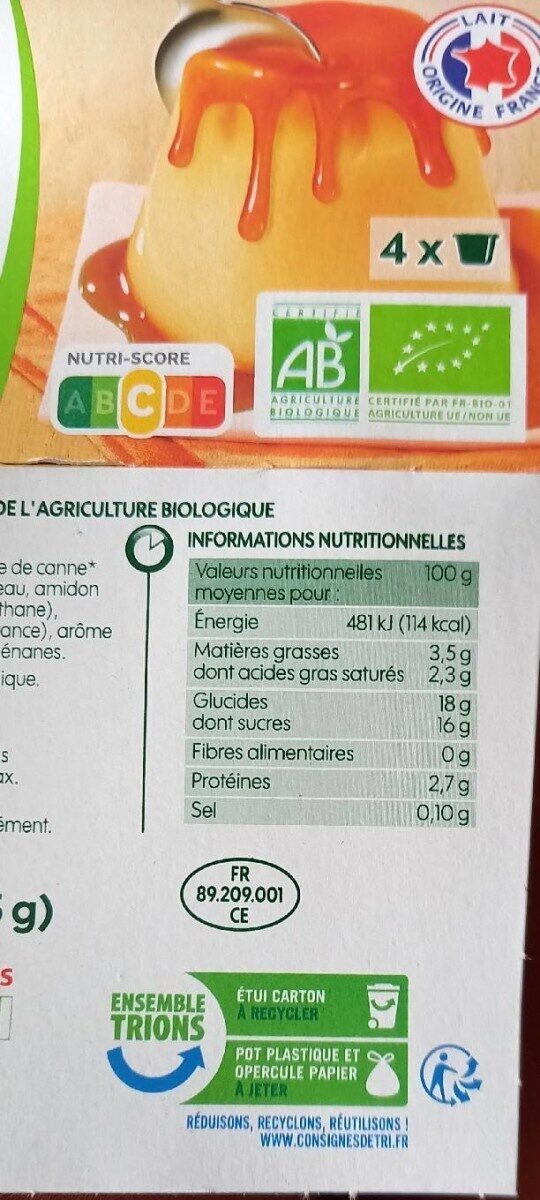 LAIT
ORIGINE FRANC
4 x
NUTRI-SCORE
A B C D E
CERTIFIÉ
AB
AGRICULTURE
BIOLOGIQUE
CERTIFIÉ PAR FR-BIO-01
AGRICULTURE UE/NON UE
DE L'AGRICULTURE BIOLOGIQUE
e de canne*
eau, amidon
thane),
ance), arôme
énanes.
ique.
s
ax.
ément.
g)
S
INFORMATIONS NUTRITIONNELLES
Valeurs nutritionnelles moyennes pour : 100 g
Énergie 481 kJ (114 kcal)
Matières grasses 3,5 g
dont acides gras saturés 2,3 g
Glucides 18 g
dont sucres 16 g
Fibres alimentaires 0 g
Protéines 2,7 g
Sel 0,10 g
FR
89.209.001
CE
ENSEMBLE
TRIONS
ÉTUI CARTON
À RECYCLER
POT PLASTIQUE ET
OPERCULE PAPIER
À JETER
RÉDUISONS, RECYCLONS, RÉUTILISONS !
WWW.CONSIGNESDETRI.FR